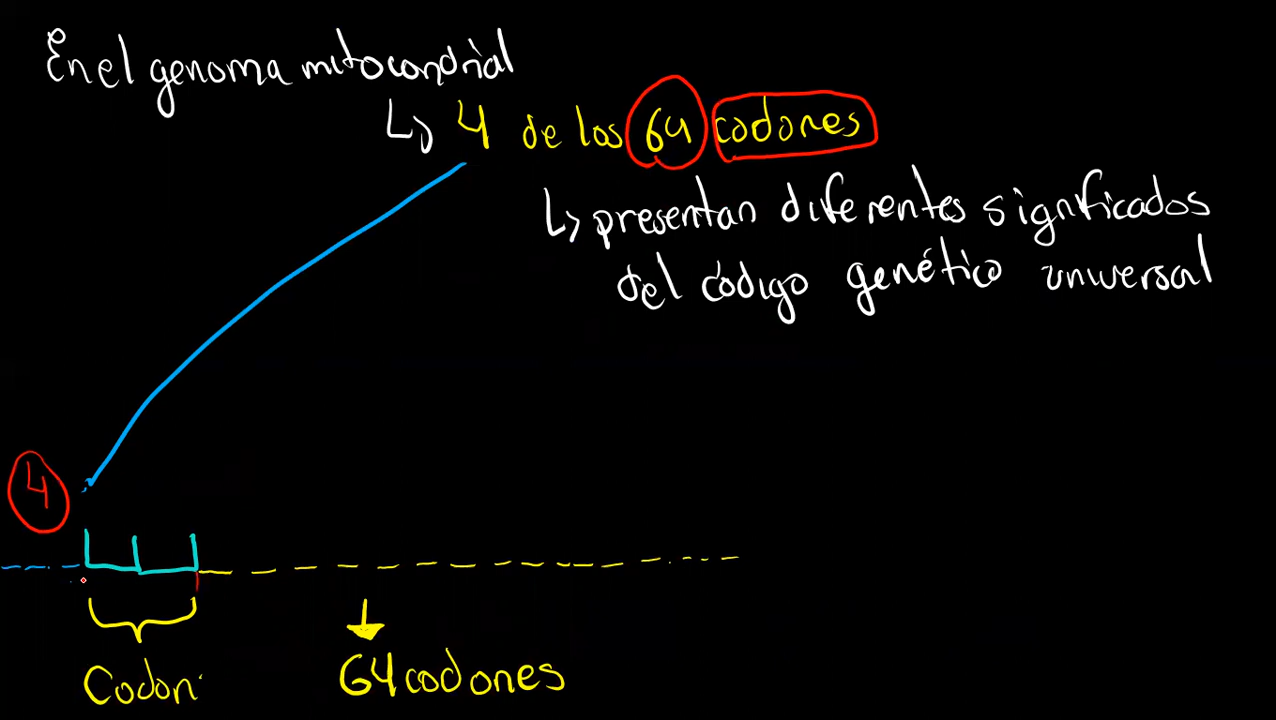 En el genoma mitocondrial
↳ 4 de los 64 codones
↳ presentan diferentes significados
del código genético universal
4
Codon
64 codones